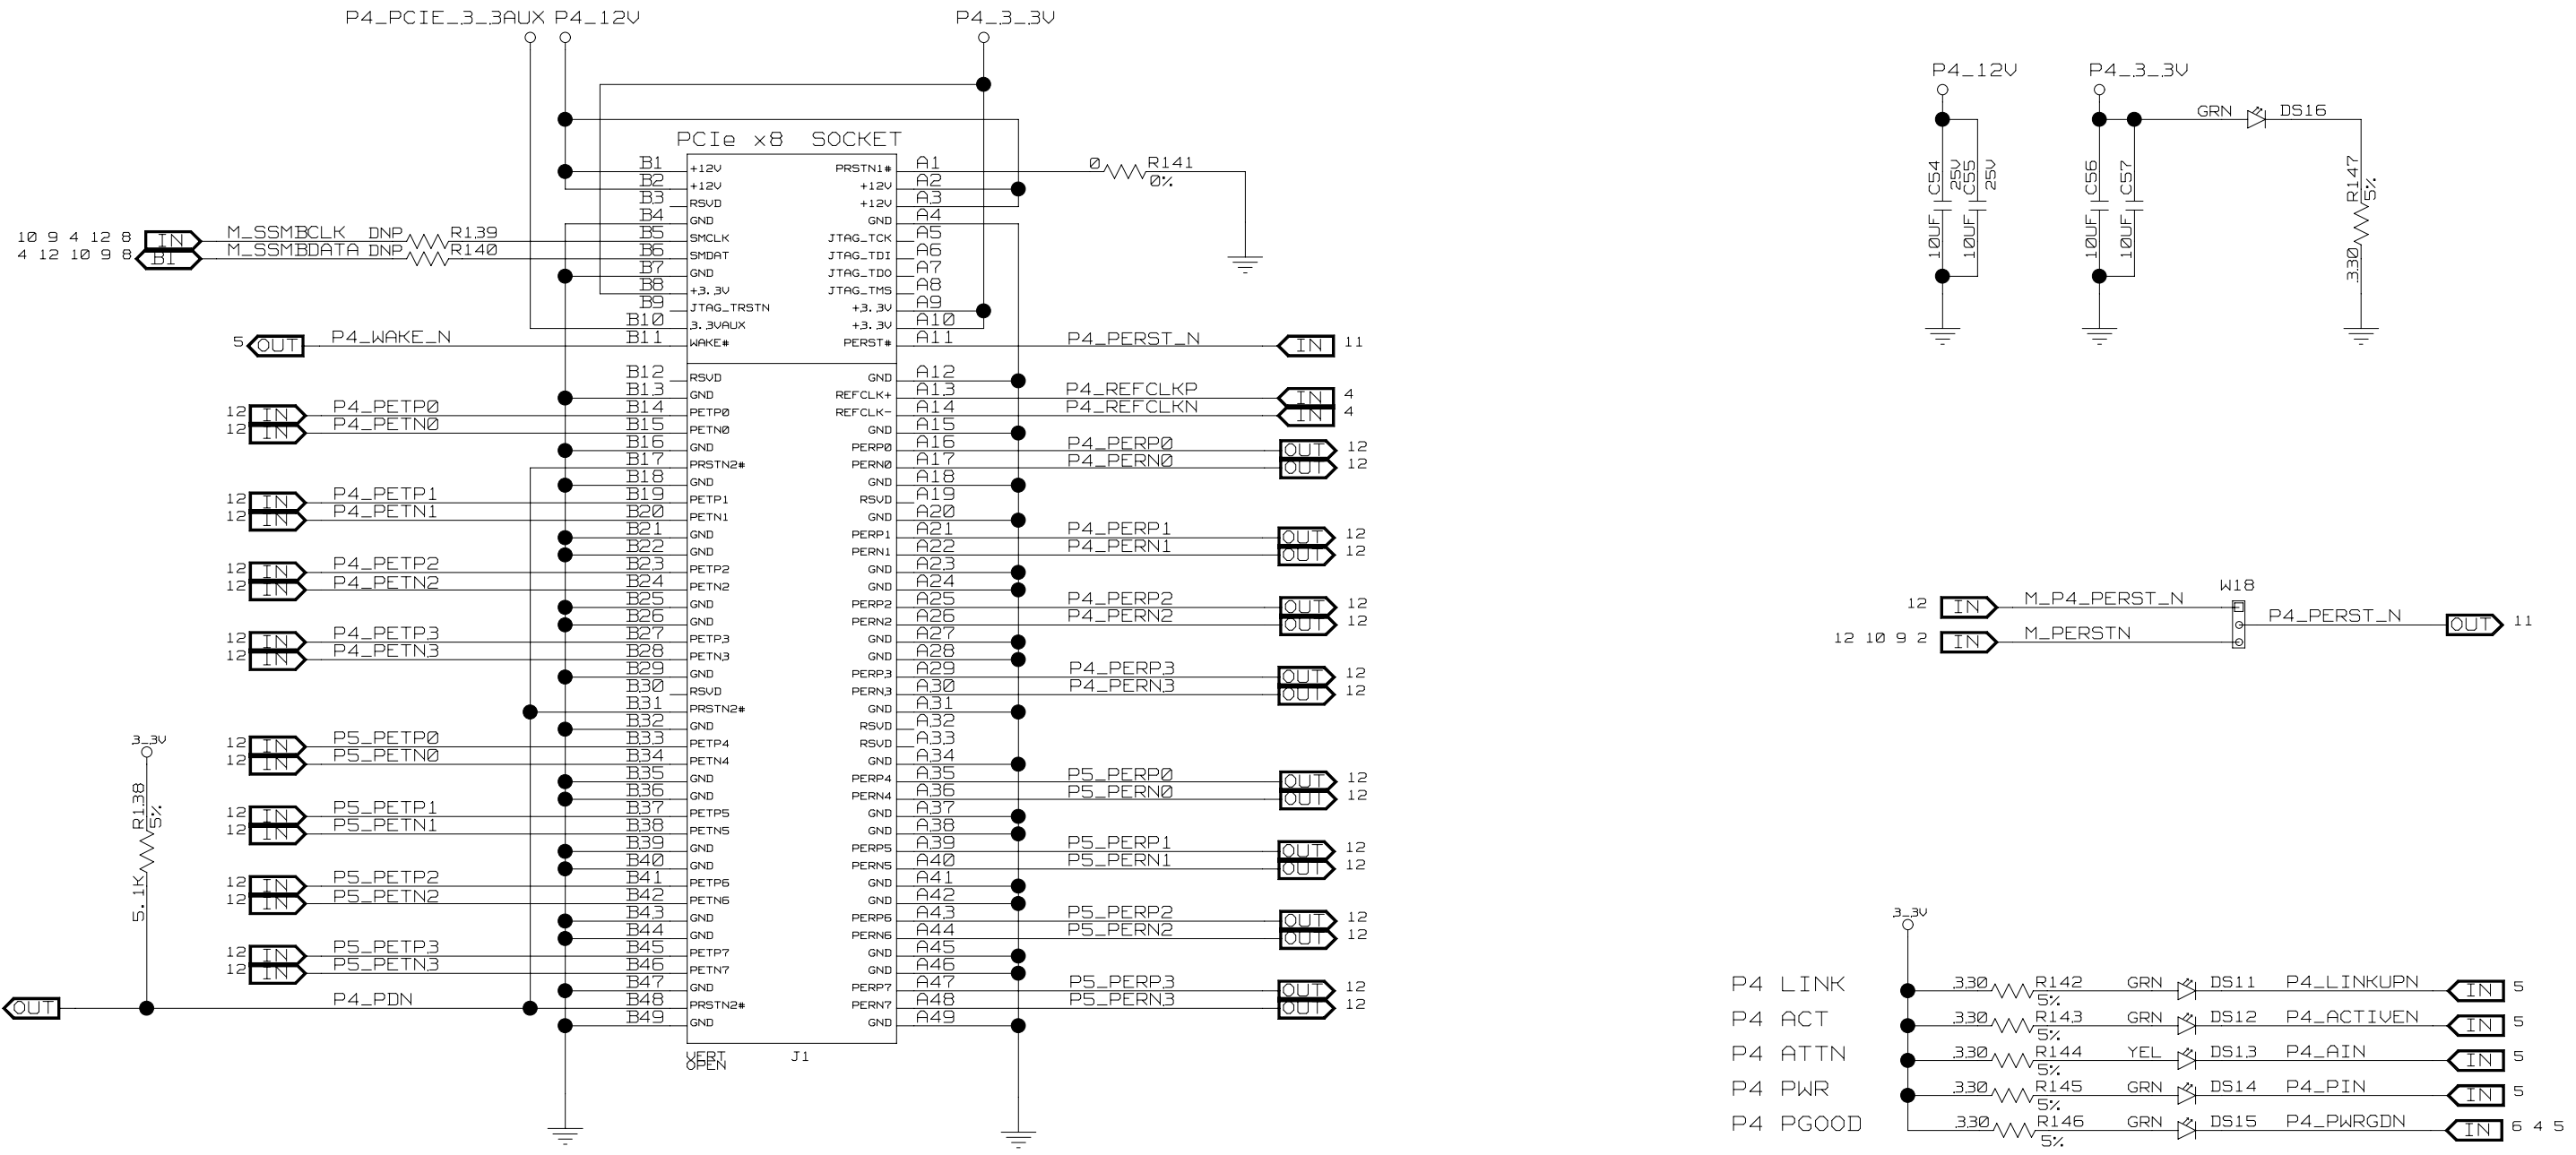 P4_PCIE_3_3AUX P4_12V P4_3_3V
P4_12V P4_3_3V
GRN DS16
PCIe x8 SOCKET
B1 +12V PRSTN1# A1 0 R141 0%
B2 +12V +12V A2
B3 RSVD +12V A3
B4 GND GND A4
10 9 4 12 8 IN M_SSMBCLK DNP R139 B5 SMCLK JTAG_TCK A5
4 12 10 9 8 BI M_SSMBDATA DNP R140 B6 SMDAT JTAG_TDI A6
B7 GND JTAG_TDO A7
B8 +3.3V JTAG_TMS A8
B9 JTAG_TRSTN +3.3V A9
B10 3.3VAUX +3.3V A10
5 OUT P4_WAKE_N B11 WAKE# PERST# A11 P4_PERST_N IN 11
B12 RSVD GND A12
B13 GND REFCLK+ A13 P4_REFCLKP IN 4
12 IN P4_PETP0 B14 PETP0 REFCLK- A14 P4_REFCLKN IN 4
12 IN P4_PETN0 B15 PETN0 GND A15
B16 GND PERP0 A16 P4_PERP0 OUT 12
B17 PRSTN2# PERN0 A17 P4_PERN0 OUT 12
B18 GND GND A18
12 IN P4_PETP1 B19 PETP1 RSVD A19
12 IN P4_PETN1 B20 PETN1 GND A20
B21 GND PERP1 A21 P4_PERP1 OUT 12
B22 GND PERN1 A22 P4_PERN1 OUT 12
12 IN P4_PETP2 B23 PETP2 GND A23
12 IN P4_PETN2 B24 PETN2 GND A24
B25 GND PERP2 A25 P4_PERP2 OUT 12
B26 GND PERN2 A26 P4_PERN2 OUT 12
12 IN P4_PETP3 B27 PETP3 GND A27
12 IN P4_PETN3 B28 PETN3 GND A28
B29 GND PERP3 A29 P4_PERP3 OUT 12
B30 RSVD PERN3 A30 P4_PERN3 OUT 12
B31 PRSTN2# GND A31
B32 GND RSVD A32
12 IN P5_PETP0 B33 PETP4 RSVD A33
12 IN P5_PETN0 B34 PETN4 GND A34
B35 GND PERP4 A35 P5_PERP0 OUT 12
B36 GND PERN4 A36 P5_PERN0 OUT 12
12 IN P5_PETP1 B37 PETP5 GND A37
12 IN P5_PETN1 B38 PETN5 GND A38
B39 GND PERP5 A39 P5_PERP1 OUT 12
B40 GND PERN5 A40 P5_PERN1 OUT 12
12 IN P5_PETP2 B41 PETP6 GND A41
12 IN P5_PETN2 B42 PETN6 GND A42
B43 GND PERP6 A43 P5_PERP2 OUT 12
B44 GND PERN6 A44 P5_PERN2 OUT 12
12 IN P5_PETP3 B45 PETP7 GND A45
12 IN P5_PETN3 B46 PETN7 GND A46
B47 GND PERP7 A47 P5_PERP3 OUT 12
OUT P4_PDN B48 PRSTN2# PERN7 A48 P5_PERN3 OUT 12
B49 GND GND A49
VERT
OPEN
J1
3_3V
5.1K R138
5%
10UF C54
25V
10UF C55
25V
10UF C56
10UF C57
330 R147
5%
W18
12 IN M_P4_PERST_N
P4_PERST_N OUT 11
12 10 9 2 IN M_PERSTN
3_3V
P4 LINK 330 R142 5% GRN DS11 P4_LINKUPN IN 5
P4 ACT 330 R143 5% GRN DS12 P4_ACTIVEN IN 5
P4 ATTN 330 R144 5% YEL DS13 P4_AIN IN 5
P4 PWR 330 R145 5% GRN DS14 P4_PIN IN 5
P4 PGOOD 330 R146 5% GRN DS15 P4_PWRGDN IN 6 4 5